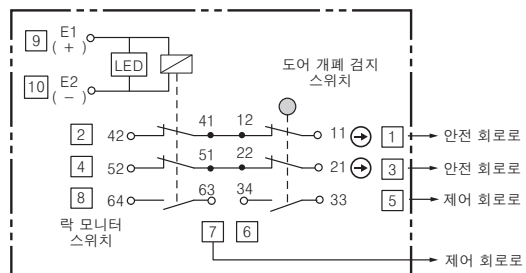 9 E1
( + )
LED
10 E2
( − )
도어 개폐 검지
스위치
2 42 41 12 11 1 안전 회로로
4 52 51 22 21 3 안전 회로로
8 64 63 34 33 5 제어 회로로
락 모니터
스위치
7 6
제어 회로로